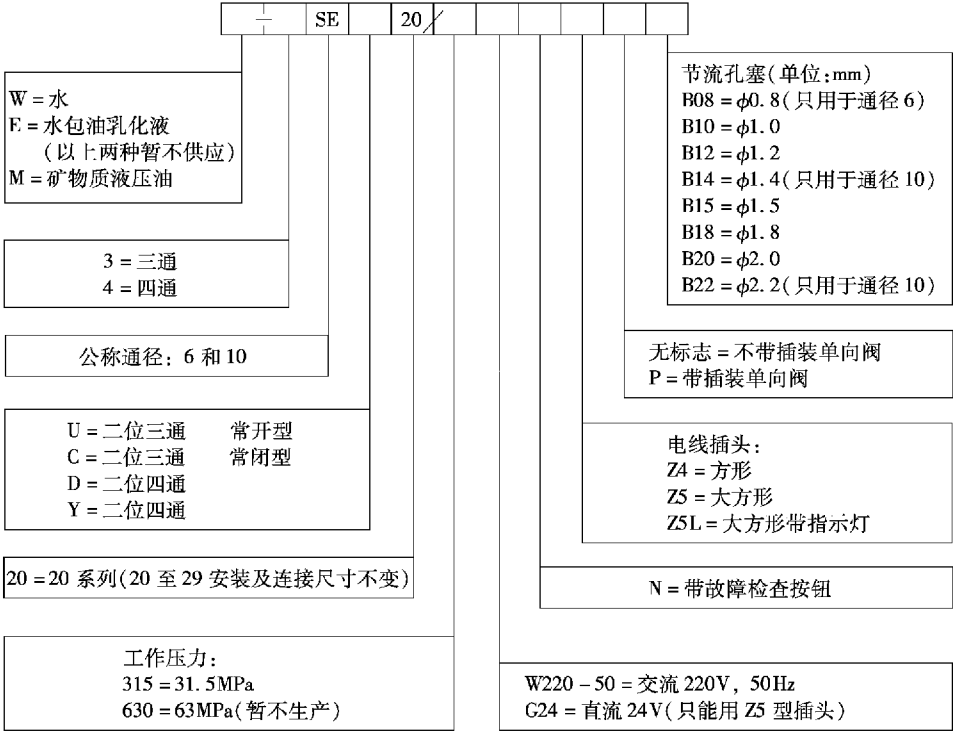 SE 20/
W=水
E=水包油乳化液
(以上两种暂不供应)
M=矿物质液压油
3=三通
4=四通
公称通径: 6 和 10
U=二位三通 常开型
C=二位三通 常闭型
D=二位四通
Y=二位四通
20=20 系列(20 至 29 安装及连接尺寸不变)
工作压力:
315=31.5MPa
630=63MPa(暂不生产)
节流孔塞(单位:mm)
B08=ϕ0.8(只用于通径 6)
B10=ϕ1.0
B12=ϕ1.2
B14=ϕ1.4(只用于通径 10)
B15=ϕ1.5
B18=ϕ1.8
B20=ϕ2.0
B22=ϕ2.2(只用于通径 10)
无标志=不带插装单向阀
P=带插装单向阀
电线插头:
Z4=方形
Z5=大方形
Z5L=大方形带指示灯
N=带故障检查按钮
W220-50=交流 220V, 50Hz
G24=直流 24V(只能用 Z5 型插头)